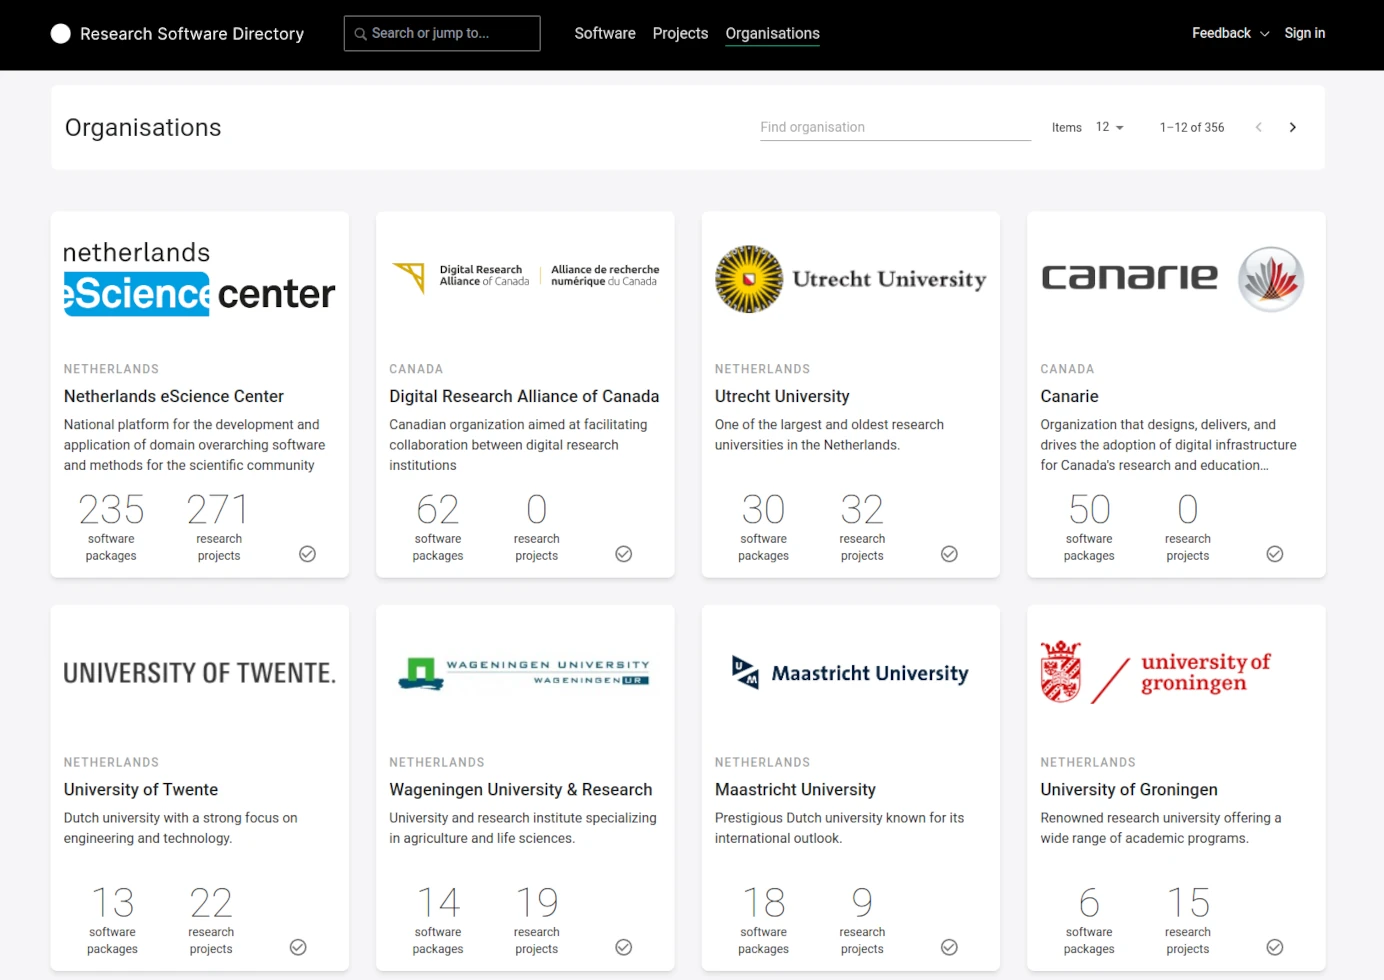 Research Software Directory
Search or jump to...
Software
Projects
Organisations
Feedback
Sign in
Organisations
Find organisation
Items
12
1–12 of 356
netherlands
eScience center
NETHERLANDS
Netherlands eScience Center
National platform for the development and
application of domain overarching software
and methods for the scientific community
235
software
packages
271
research
projects
Digital Research
Alliance of Canada
Alliance de recherche
numérique du Canada
CANADA
Digital Research Alliance of Canada
Canadian organization aimed at facilitating
collaboration between digital research
institutions
62
software
packages
0
research
projects
Utrecht University
NETHERLANDS
Utrecht University
One of the largest and oldest research
universities in the Netherlands.
30
software
packages
32
research
projects
canarie
CANADA
Canarie
Organization that designs, delivers, and
drives the adoption of digital infrastructure
for Canada's research and education...
50
software
packages
0
research
projects
UNIVERSITY OF TWENTE.
NETHERLANDS
University of Twente
Dutch university with a strong focus on
engineering and technology.
13
software
packages
22
research
projects
WAGENINGEN UNIVERSITY
WAGENINGEN UR
NETHERLANDS
Wageningen University & Research
University and research institute specializing
in agriculture and life sciences.
14
software
packages
19
research
projects
U
M
Maastricht University
NETHERLANDS
Maastricht University
Prestigious Dutch university known for its
international outlook.
18
software
packages
9
research
projects
university of
groningen
NETHERLANDS
University of Groningen
Renowned research university offering a
wide range of academic programs.
6
software
packages
15
research
projects